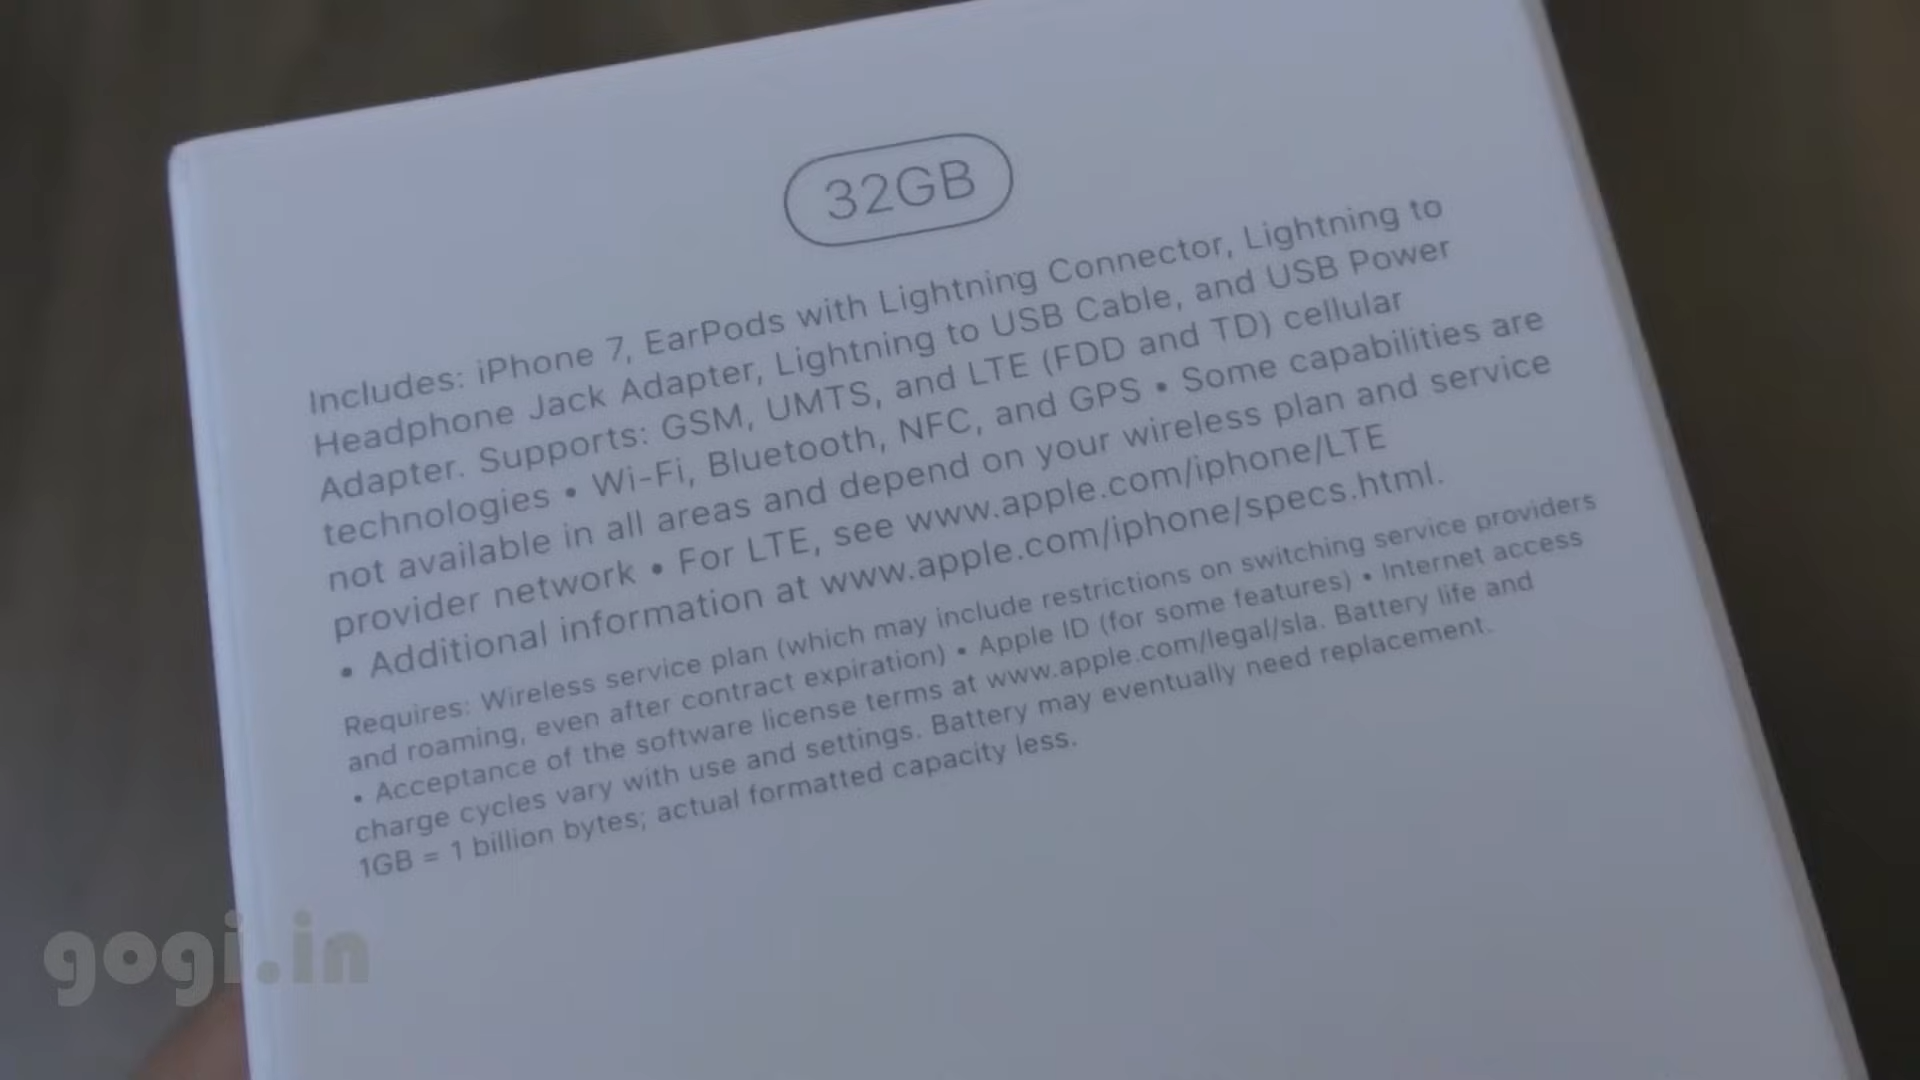 32GB
Includes: iPhone 7, EarPods with Lightning Connector, Lightning to
Headphone Jack Adapter, Lightning to USB Cable, and USB Power
Adapter. Supports: GSM, UMTS, and LTE (FDD and TD) cellular
technologies • Wi-Fi, Bluetooth, NFC, and GPS • Some capabilities are
not available in all areas and depend on your wireless plan and service
provider network • For LTE, see www.apple.com/iphone/LTE
• Additional information at www.apple.com/iphone/specs.html.
Requires: Wireless service plan (which may include restrictions on switching service providers
and roaming, even after contract expiration) • Apple ID (for some features) • Internet access
• Acceptance of the software license terms at www.apple.com/legal/sla. Battery life and
charge cycles vary with use and settings. Battery may eventually need replacement.
1GB = 1 billion bytes; actual formatted capacity less.
gogi.in